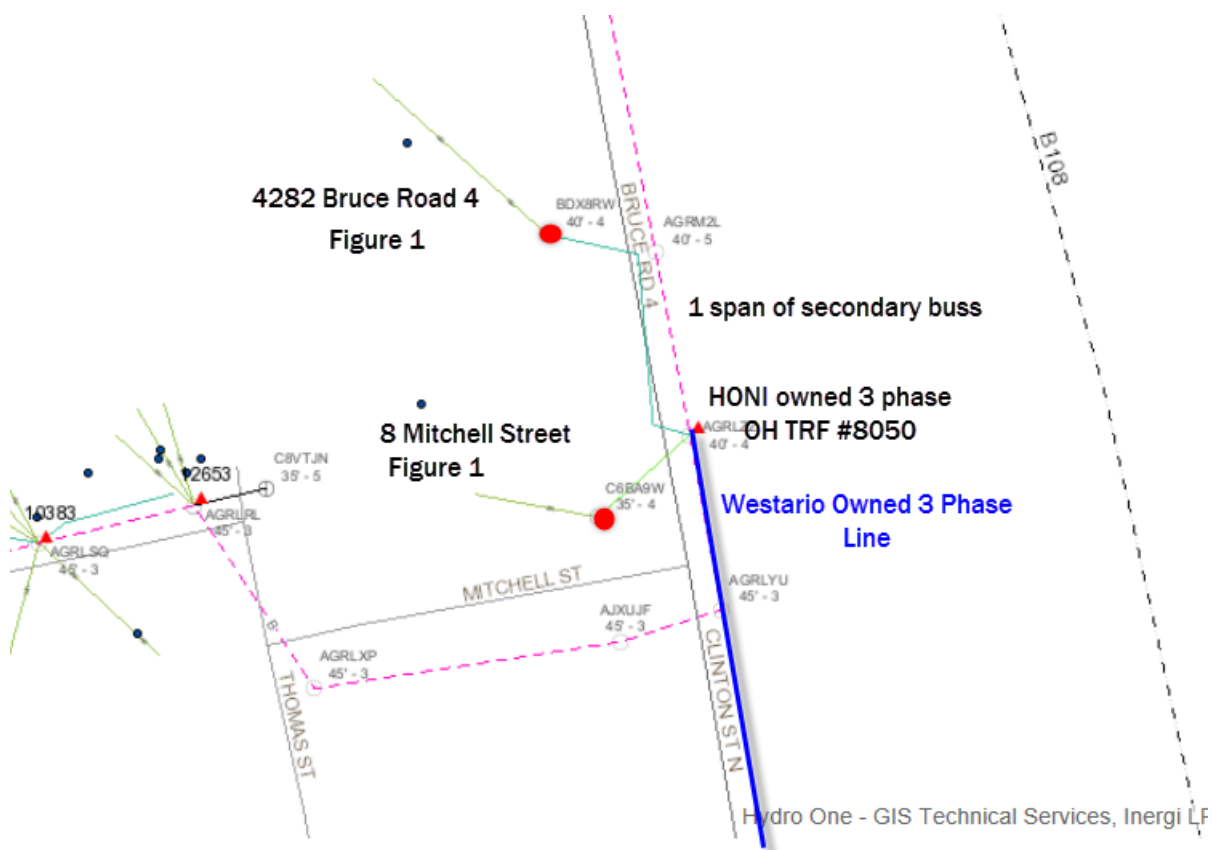 B108
BRUCE RD 4
4282 Bruce Road 4
Figure 1
BDX8RW
40' - 4
AGRM2L
40' - 5
1 span of secondary buss
HONI owned 3 phase
OH TRF #8050
40' - 4
8 Mitchell Street
Figure 1
C6BA9W
35' - 4
Westario Owned 3 Phase
Line
C8VTJN
35' - 5
12653
AGRLRL
45' - 3
10383
AGRLSQ
45' - 3
MITCHELL ST
AGRLYU
45' - 3
AJXUJF
45' - 3
AGRLXP
45' - 3
THOMAS ST
CLINTON ST N
Hydro One - GIS Technical Services, Inergi LP